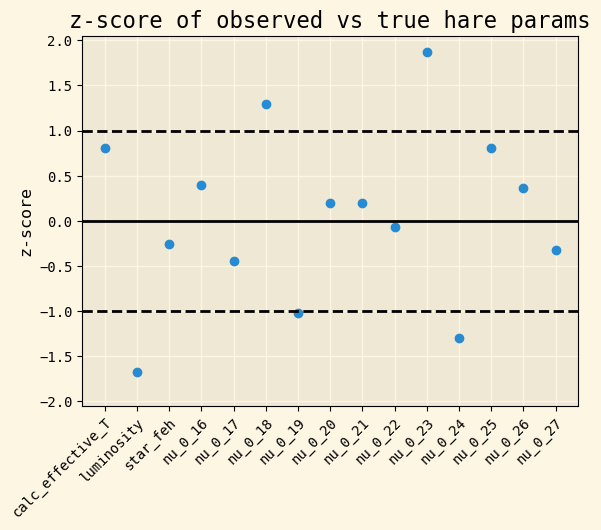 z-score of observed vs true hare params
z-score
2.0
1.5
1.0
0.5
0.0
−0.5
−1.0
−1.5
−2.0
calc_effective_T
luminosity
star_feh
nu_0_16
nu_0_17
nu_0_18
nu_0_19
nu_0_20
nu_0_21
nu_0_22
nu_0_23
nu_0_24
nu_0_25
nu_0_26
nu_0_27